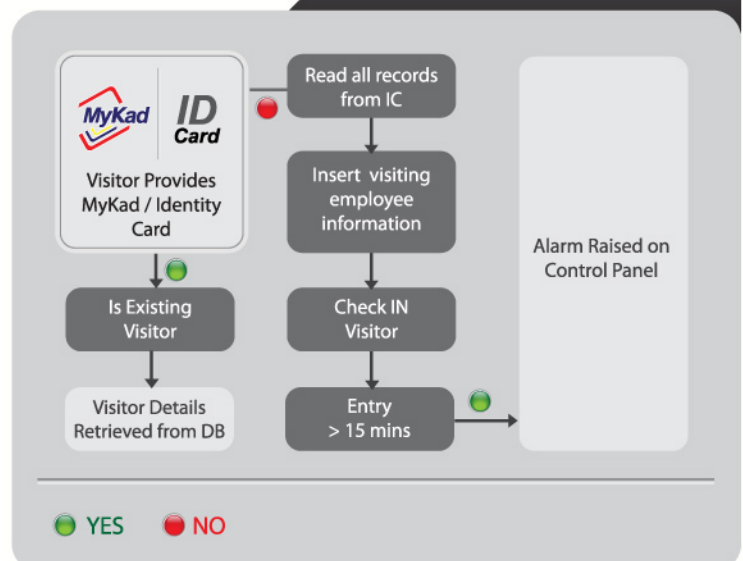 MyKad
ID
Card
Visitor Provides
MyKad / Identity
Card
Is Existing
Visitor
Visitor Details
Retrieved from DB
Read all records
from IC
Insert visiting
employee
information
Check IN
Visitor
Entry
> 15 mins
Alarm Raised on
Control Panel
YES
NO